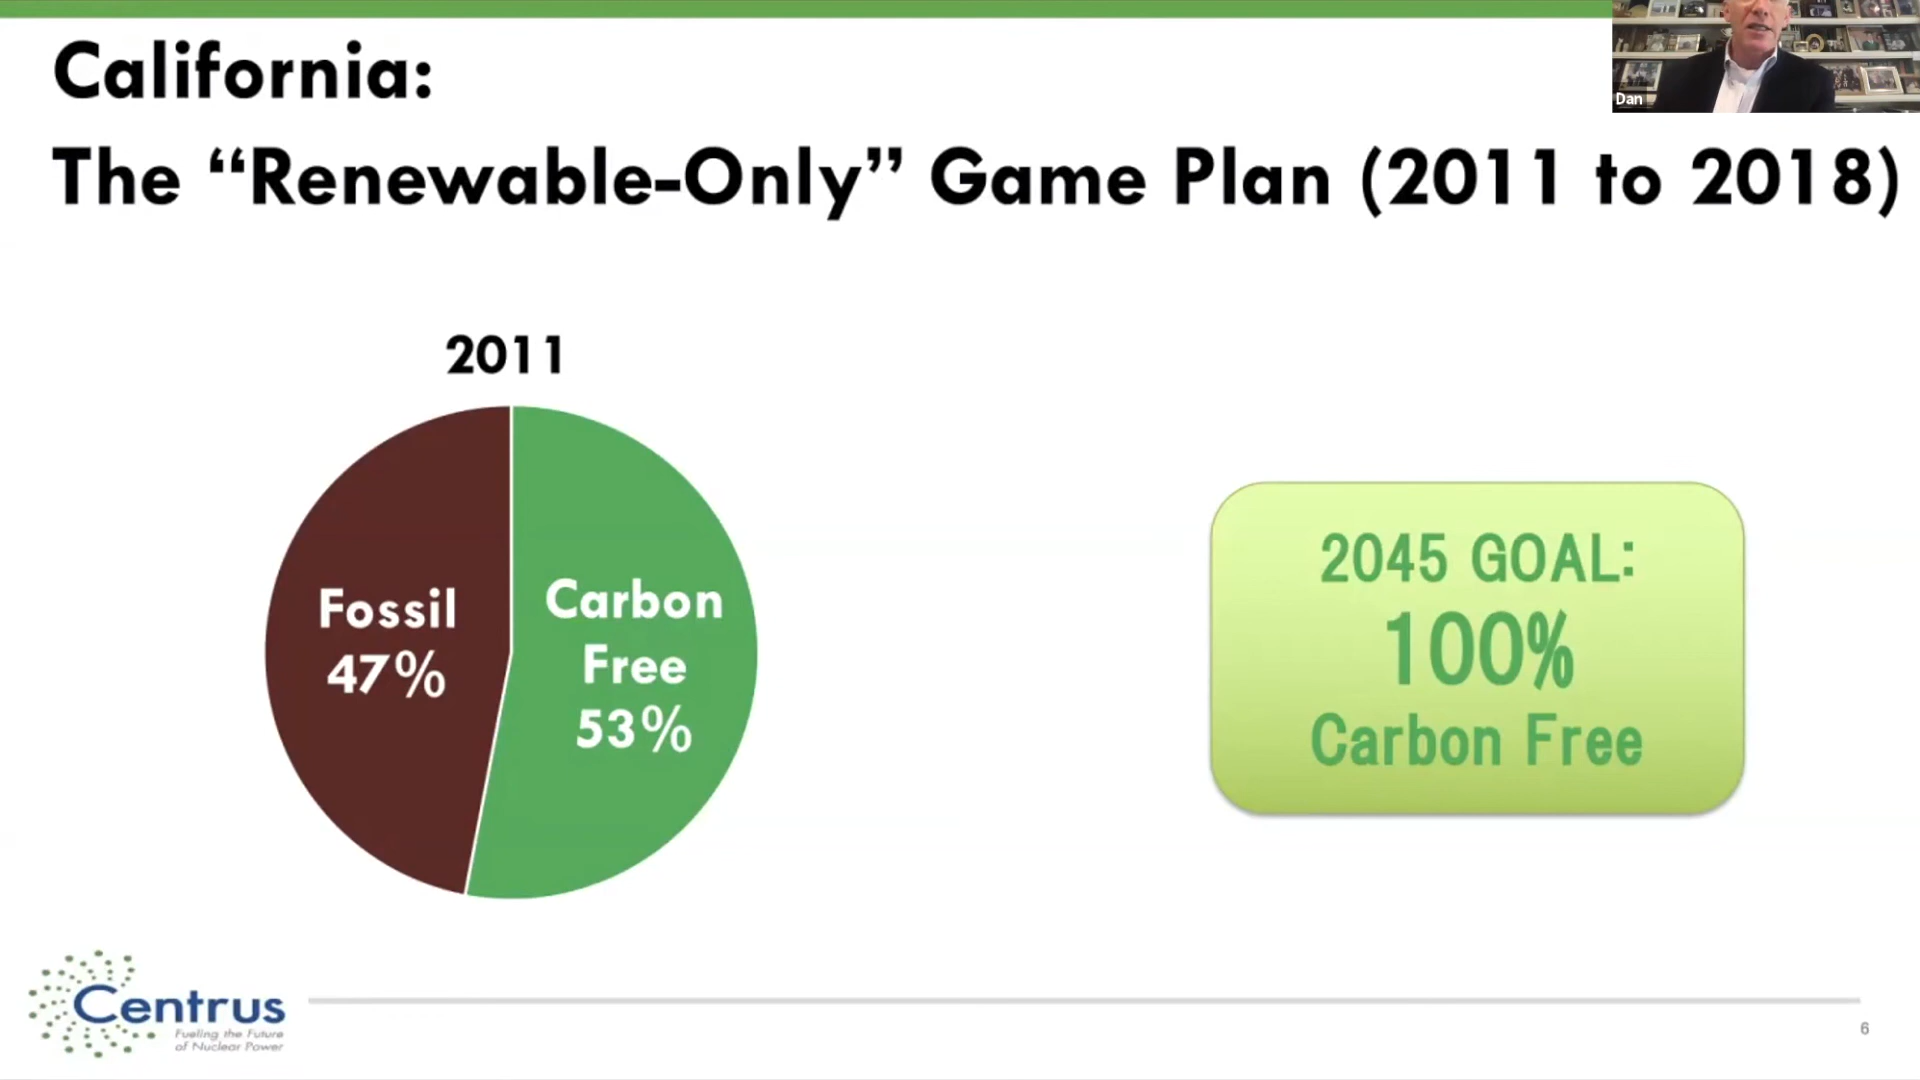 California:
The “Renewable-Only” Game Plan (2011 to 2018)
Dan
2011
Fossil
47%
Carbon
Free
53%
2045 GOAL:
100%
Carbon Free
Centrus
Fueling the Future
of Nuclear Power
6